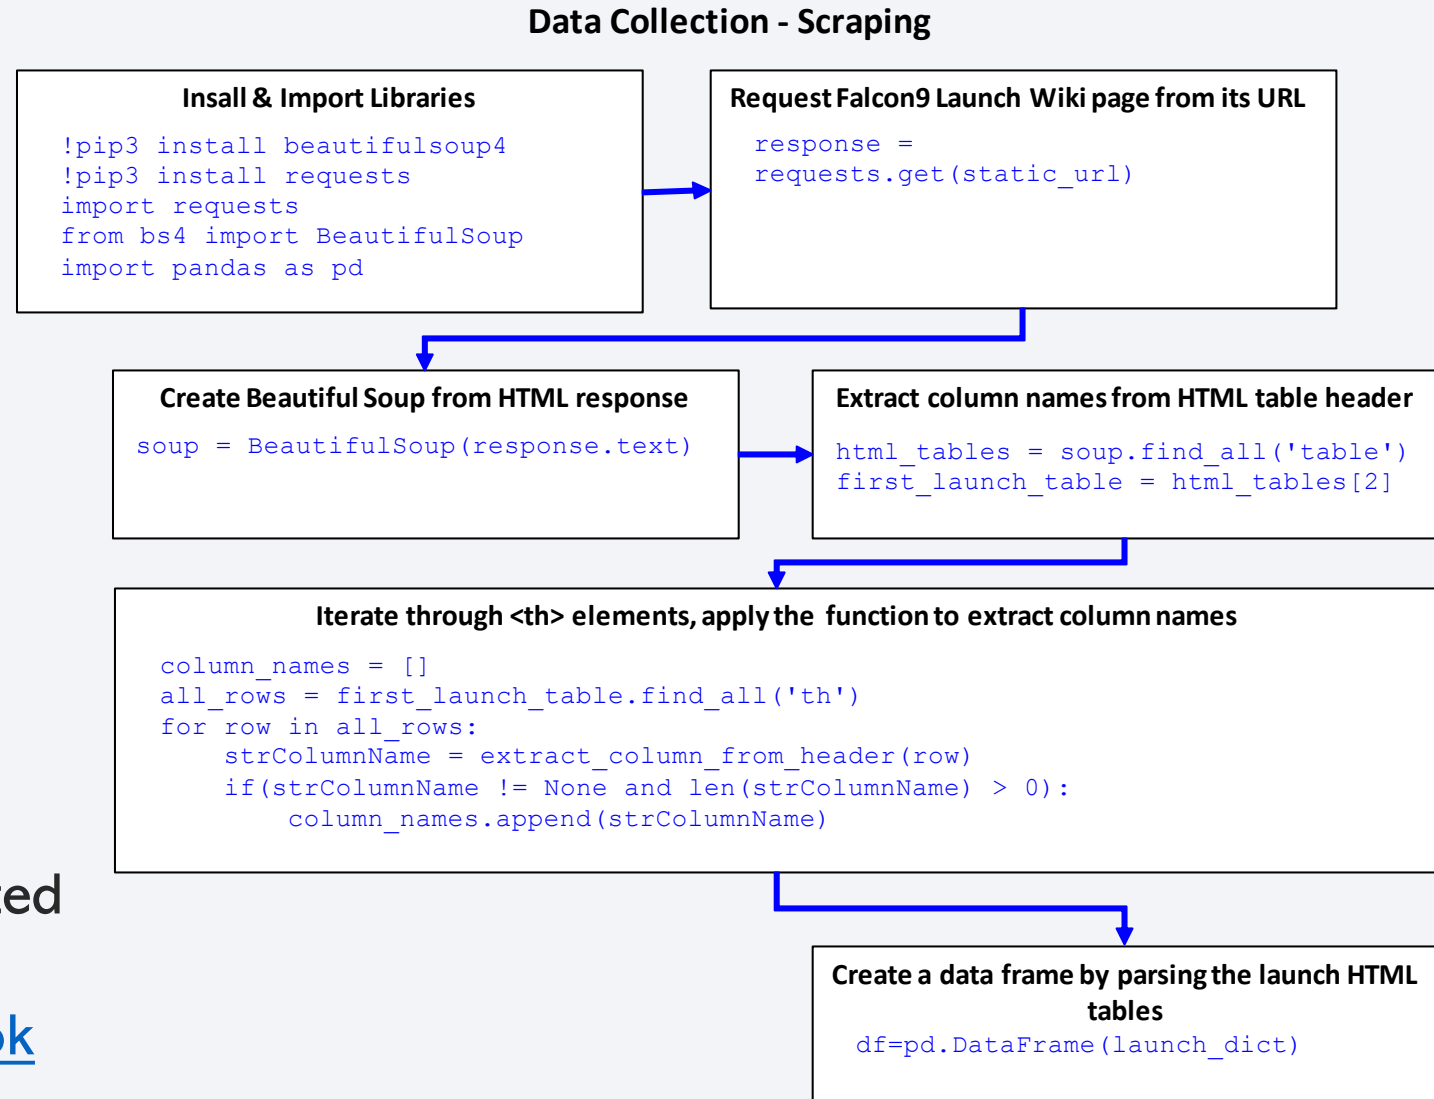 Data Collection - Scraping
Insall & Import Libraries
!pip3 install beautifulsoup4
!pip3 install requests
import requests
from bs4 import BeautifulSoup
import pandas as pd
Request Falcon9 Launch Wiki page from its URL
response =
requests.get(static_url)
Create Beautiful Soup from HTML response
soup = BeautifulSoup(response.text)
Extract column names from HTML table header
html_tables = soup.find_all('table')
first_launch_table = html_tables[2]
Iterate through <th> elements, apply the function to extract column names
column_names = []
all_rows = first_launch_table.find_all('th')
for row in all_rows:
    strColumnName = extract_column_from_header(row)
    if(strColumnName != None and len(strColumnName) > 0):
        column_names.append(strColumnName)
Create a data frame by parsing the launch HTML
tables
df=pd.DataFrame(launch_dict)